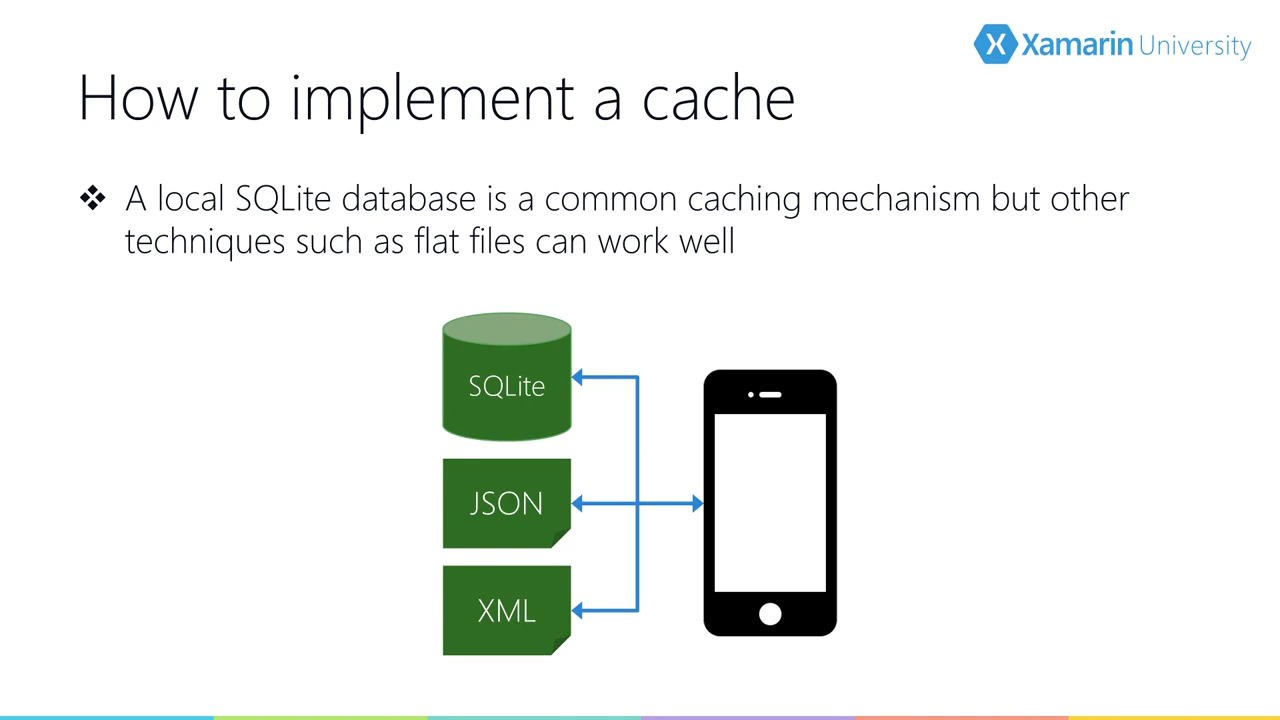 Xamarin University
How to implement a cache
❖ A local SQLite database is a common caching mechanism but other
techniques such as flat files can work well
SQLite
JSON
XML